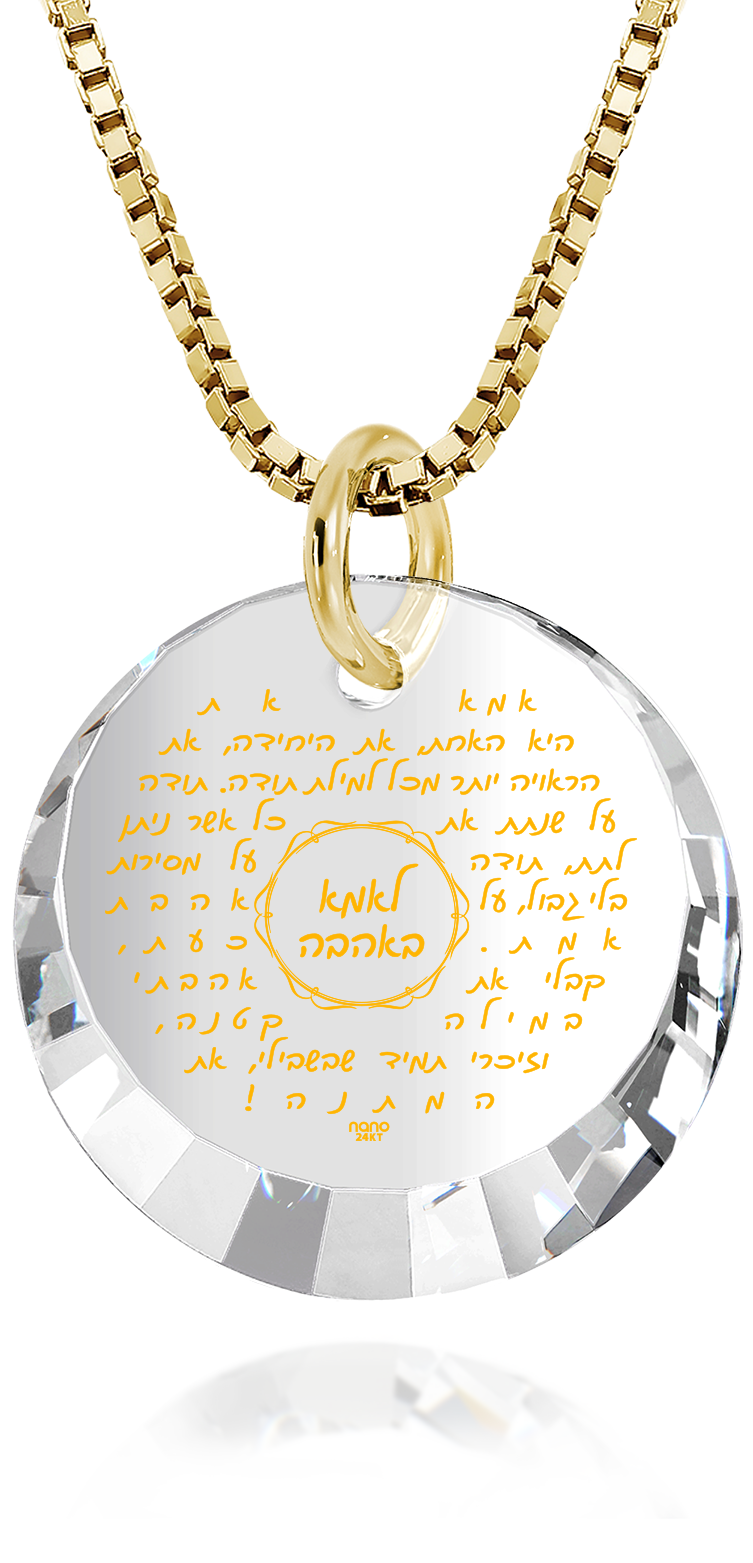 אמא את
היא האחת, את היחידה, את
הראויה יותר מכל למילת תודה. תודה
על שנתת את כל אשר ניתן
לתת, תודה על מסירות
בלי גבול, על אהבת
אמת. כעת,
קבלי את אהבתי
במילה קטנה,
וזיכרי תמיד שבשבילי, את
המתנה!
לאמא
באהבה
nano
24KT